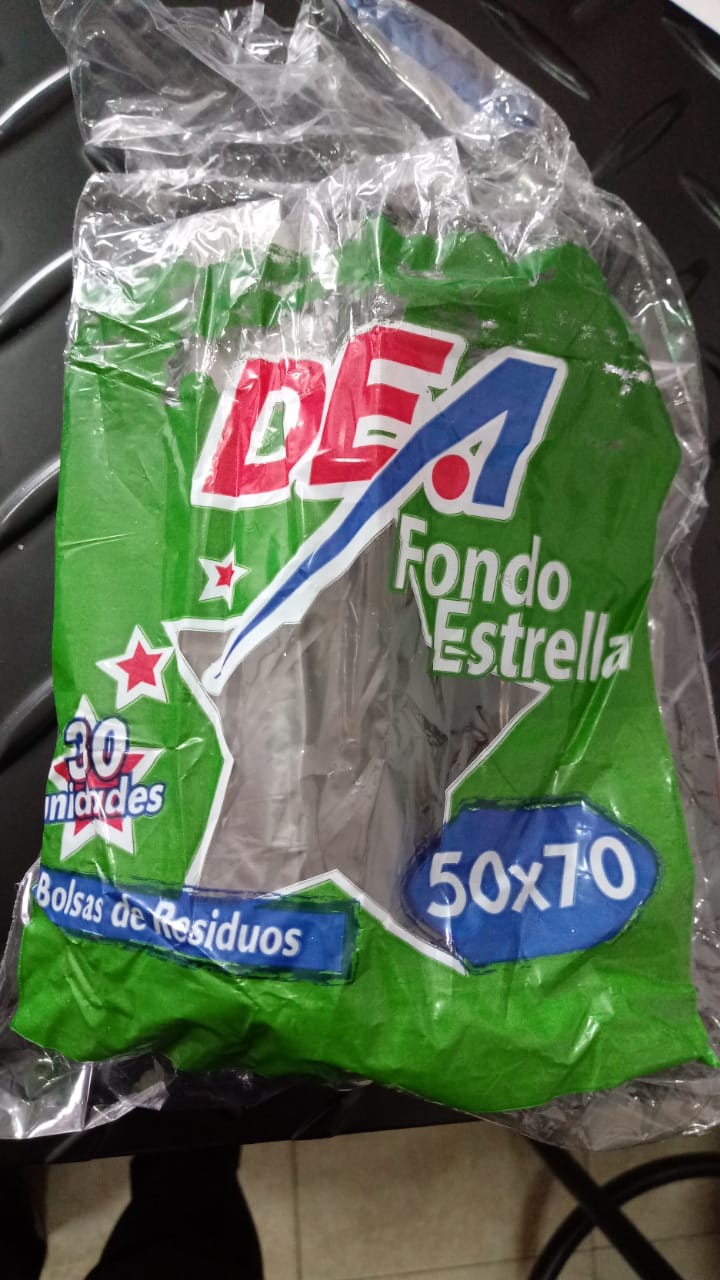 DEA
Fondo
Estrella
30
unidades
50x70
Bolsas de Residuos